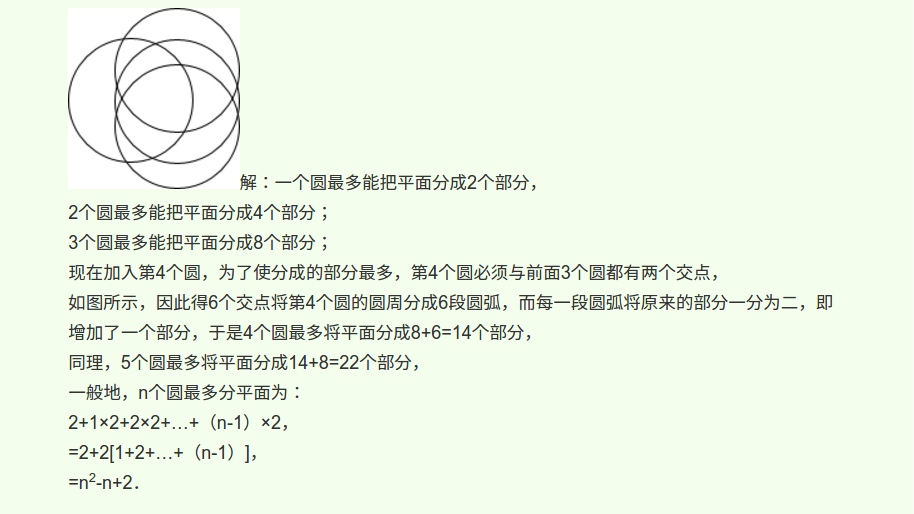 解：一个圆最多能把平面分成2个部分，
2个圆最多能把平面分成4个部分；
3个圆最多能把平面分成8个部分；
现在加入第4个圆，为了使分成的部分最多，第4个圆必须与前面3个圆都有两个交点，
如图所示，因此得6个交点将第4个圆的圆周分成6段圆弧，而每一段圆弧将原来的部分一分为二，即
增加了一个部分，于是4个圆最多将平面分成8+6=14个部分，
同理，5个圆最多将平面分成14+8=22个部分，
一般地，n个圆最多分平面为：
2+1×2+2×2+…+（n-1）×2，
=2+2[1+2+…+（n-1）]，
=n²-n+2．